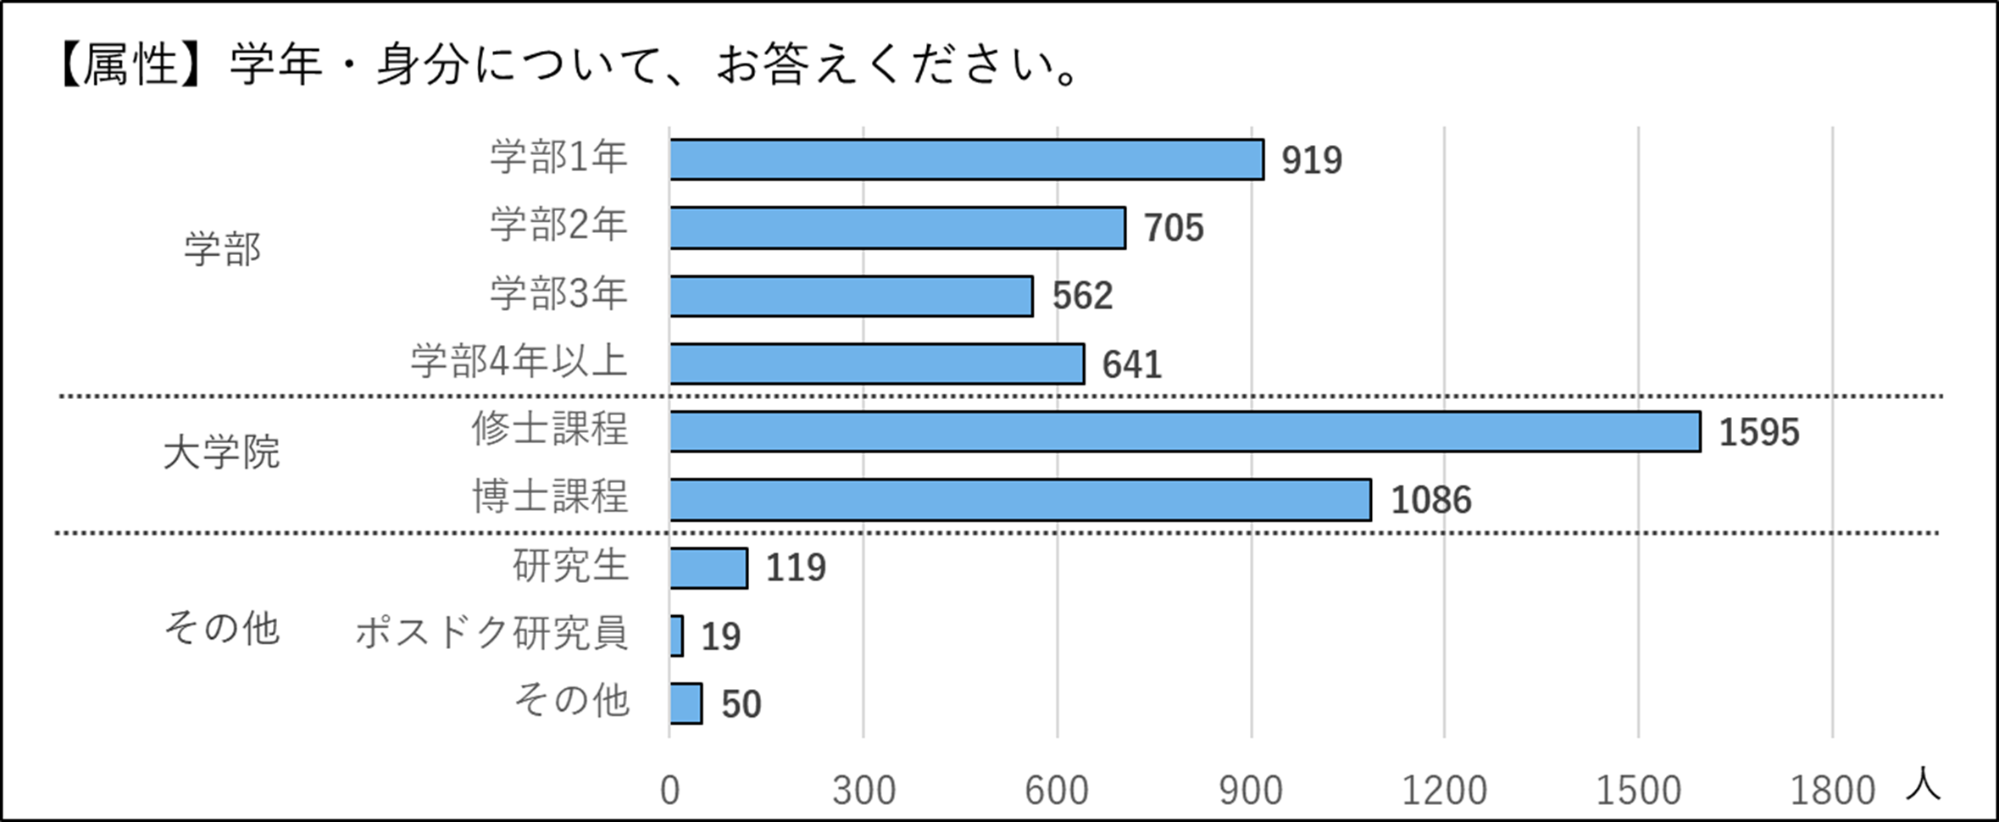 【属性】学年・身分について、お答えください。
学部
学部1年 919
学部2年 705
学部3年 562
学部4年以上 641
大学院
修士課程 1595
博士課程 1086
その他
研究生 119
ポスドク研究員 19
その他 50
0 300 600 900 1200 1500 1800 人